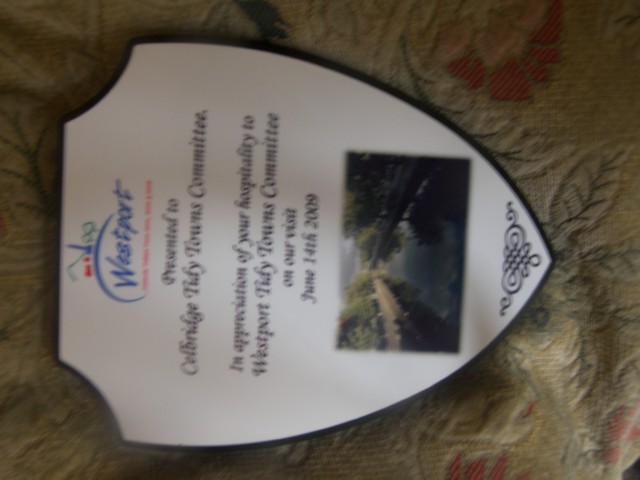 Westport
Presented to
Celbridge Tidy Towns Committee,
In appreciation of your hospitality to
Westport Tidy Towns Committee
on our visit
June 14th 2009